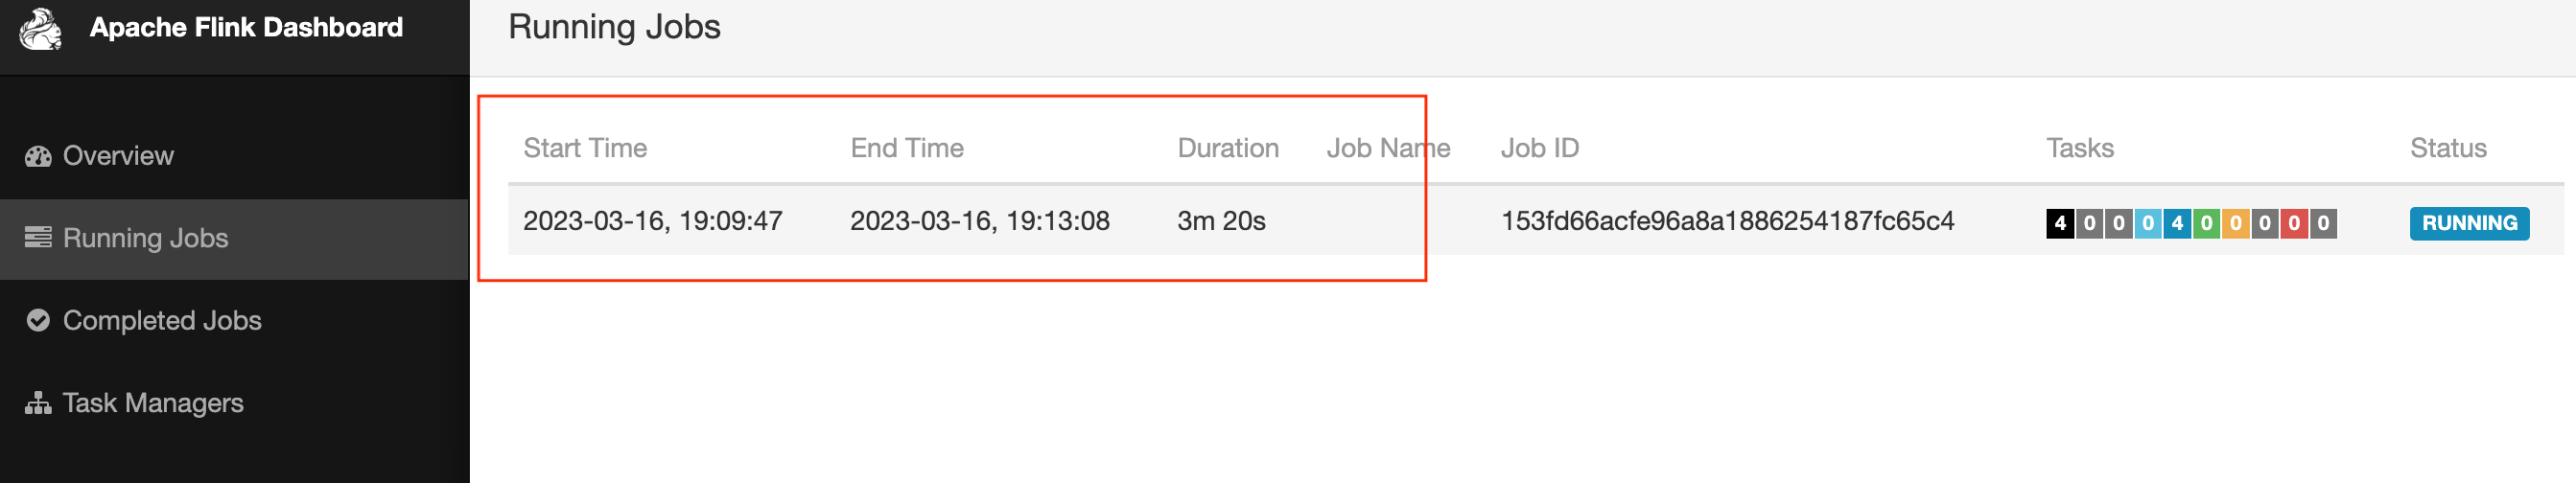 Apache Flink Dashboard
Running Jobs
Overview
Running Jobs
Completed Jobs
Task Managers
Start Time End Time Duration Job Name Job ID Tasks Status
2023-03-16, 19:09:47 2023-03-16, 19:13:08 3m 20s 153fd66acfe96a8a1886254187fc65c4 4 0 0 0 4 0 0 0 0 0 RUNNING